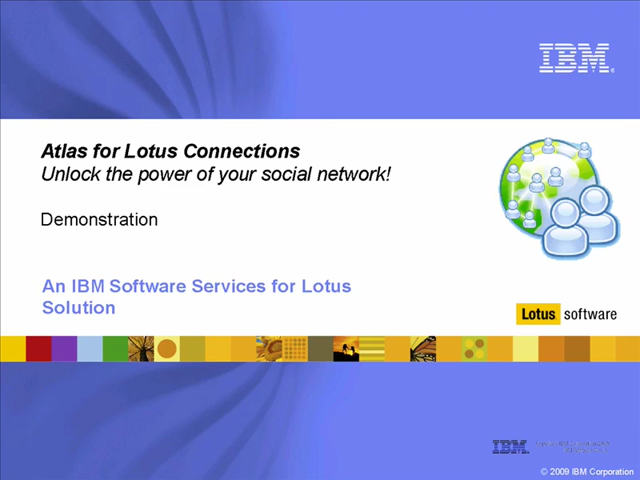 IBM
Atlas for Lotus Connections
Unlock the power of your social network!
Demonstration
An IBM Software Services for Lotus
Solution
Lotus software
IBM
© 2009 IBM Corporation